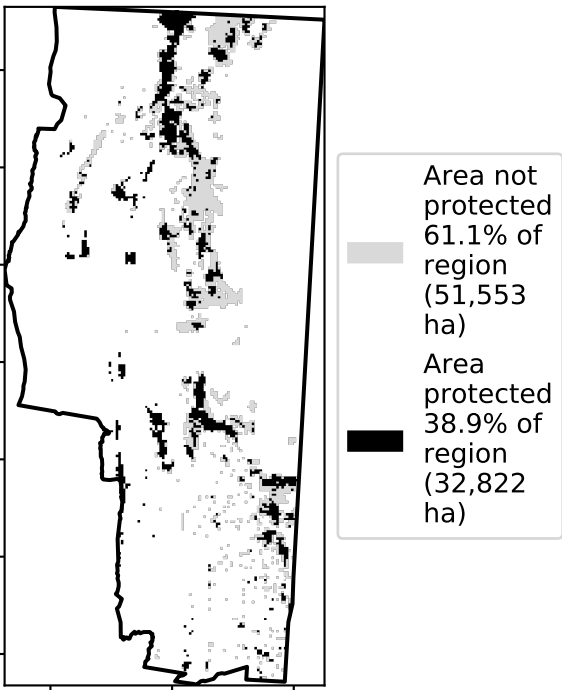 Area not
protected
61.1% of
region
(51,553
ha)
Area
protected
38.9% of
region
(32,822
ha)